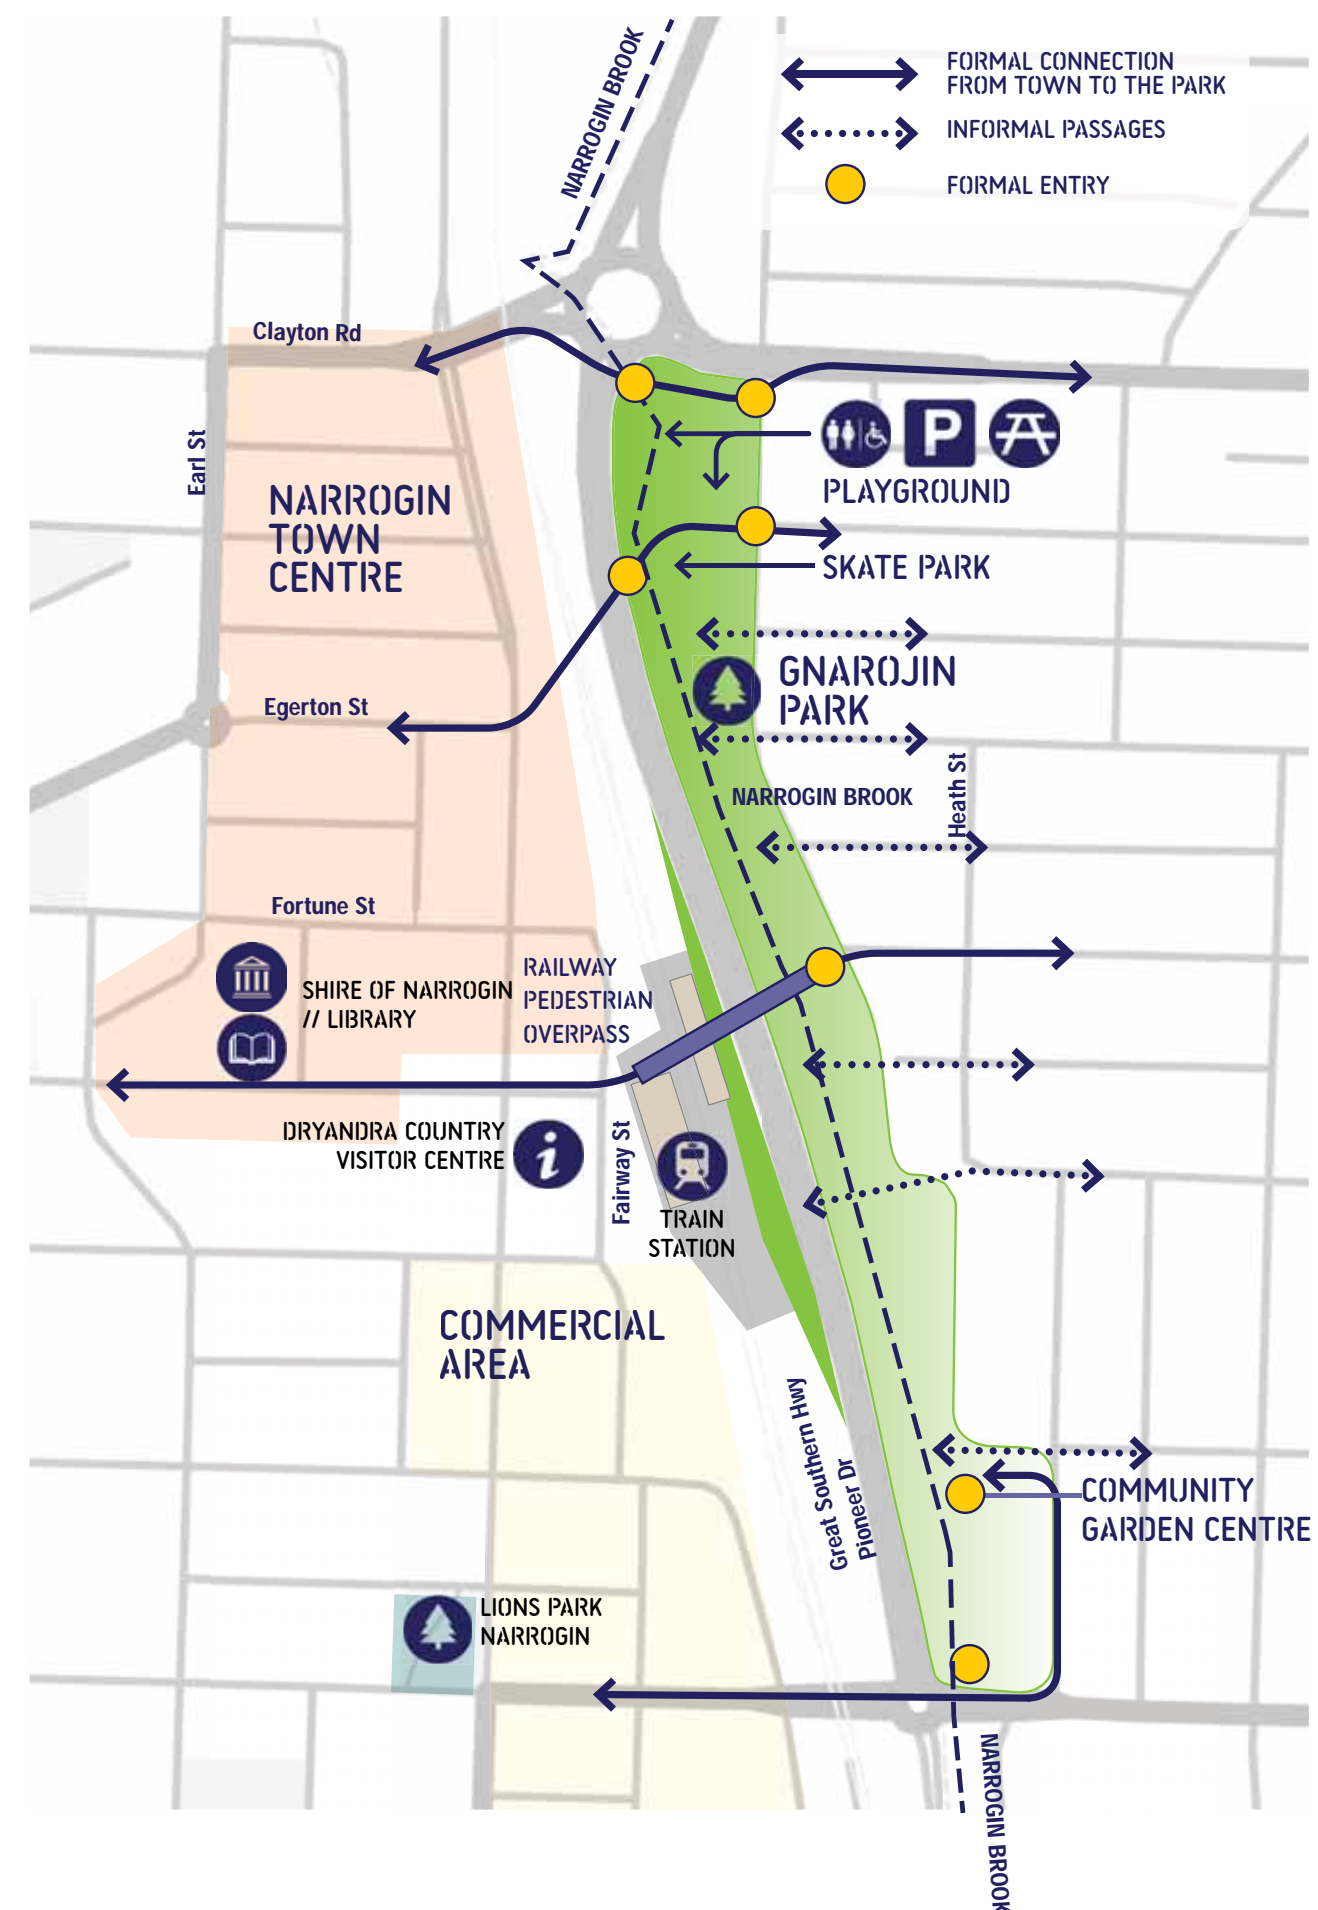 NARROGIN BROOK
FORMAL CONNECTION
FROM TOWN TO THE PARK
INFORMAL PASSAGES
FORMAL ENTRY
Clayton Rd
Earl St
NARROGIN
TOWN
CENTRE
P
PLAYGROUND
SKATE PARK
GNAROJIN
PARK
Egerton St
NARROGIN BROOK
Heath St
Fortune St
SHIRE OF NARROGIN
// LIBRARY
RAILWAY
PEDESTRIAN
OVERPASS
DRYANDRA COUNTRY
VISITOR CENTRE
i
Fairway St
TRAIN
STATION
COMMERCIAL
AREA
Great Southern Hwy
Pioneer Dr
COMMUNITY
GARDEN CENTRE
LIONS PARK
NARROGIN
NARROGIN BROOK